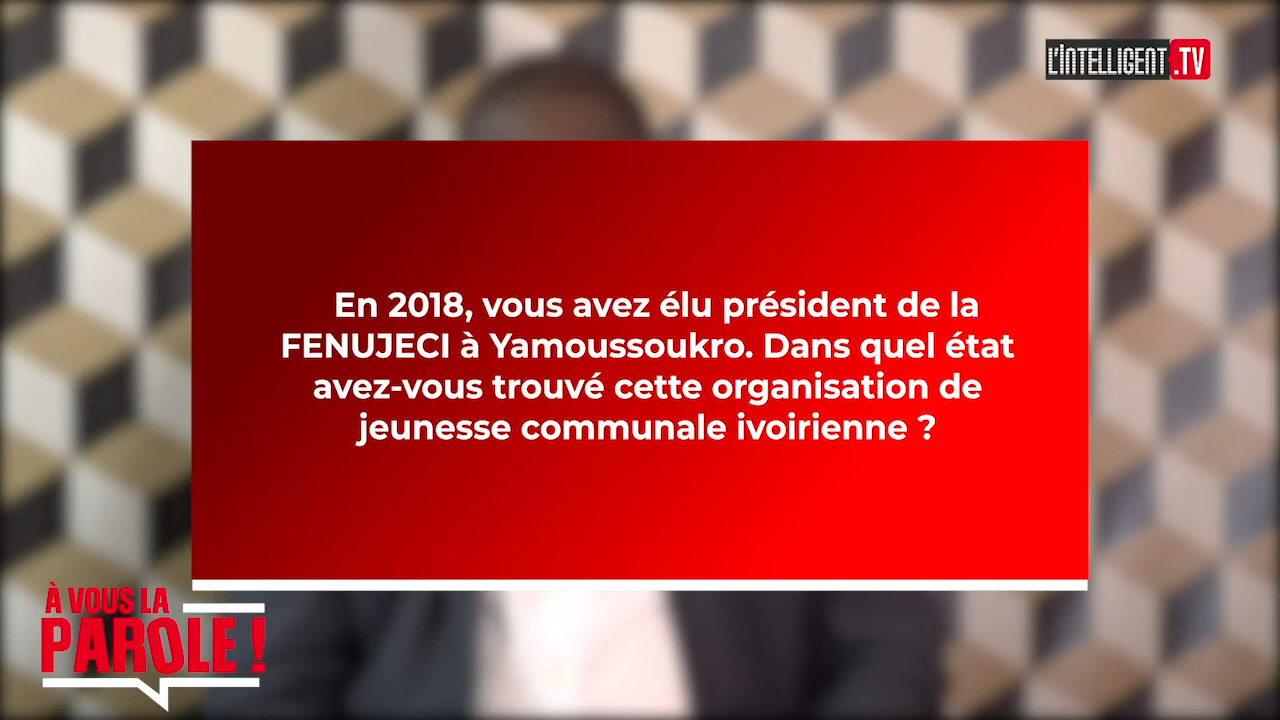 L'INTELLIGENT .TV
En 2018, vous avez élu président de la
FENUJECI à Yamoussoukro. Dans quel état
avez-vous trouvé cette organisation de
jeunesse communale ivoirienne ?
À VOUS LA
PAROLE !